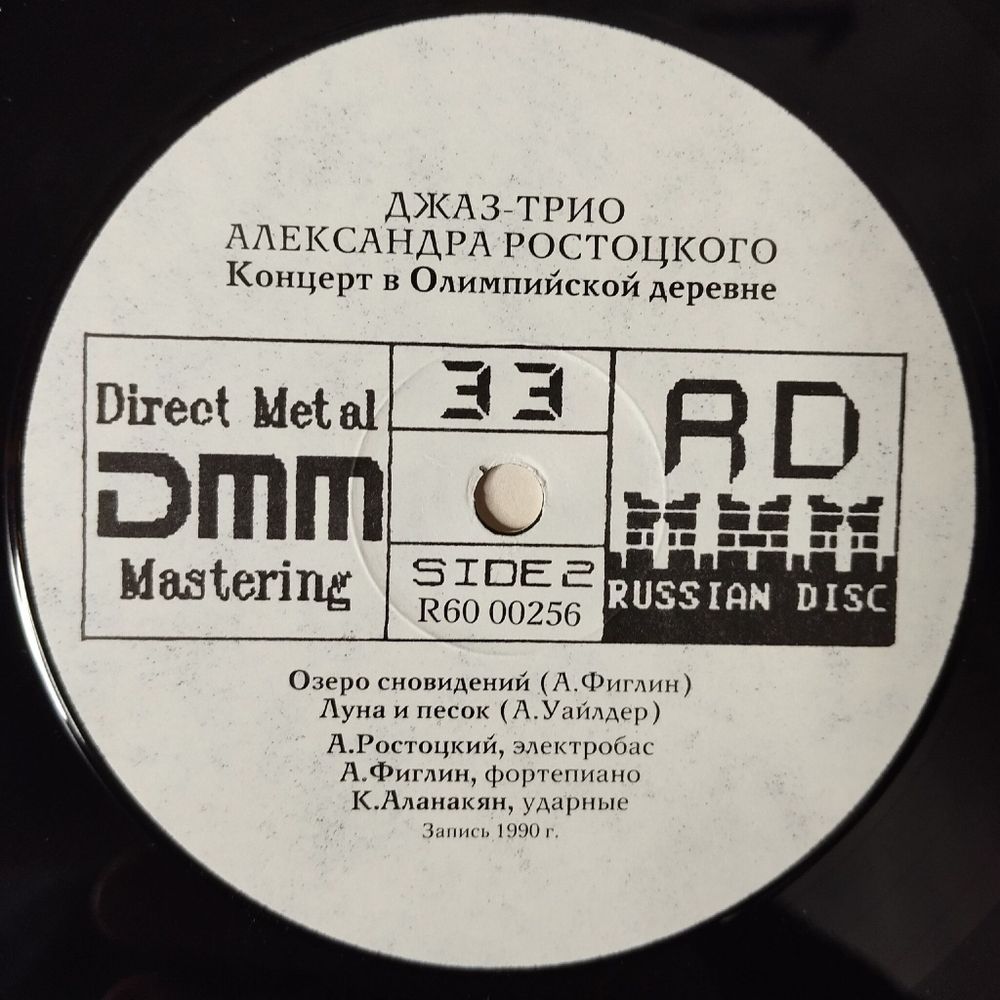 ДЖАЗ-ТРИО
АЛЕКСАНДРА РОСТОЦКОГО
Концерт в Олимпийской деревне
Direct Metal
DMM
Mastering
33
SIDE 2
R60 00256
RD
RUSSIAN DISC
Озеро сновидений (А.Фиглин)
Луна и песок (А.Уайлдер)
А.Ростоцкий, электробас
А.Фиглин, фортепиано
К.Аланакян, ударные
Запись 1990 г.